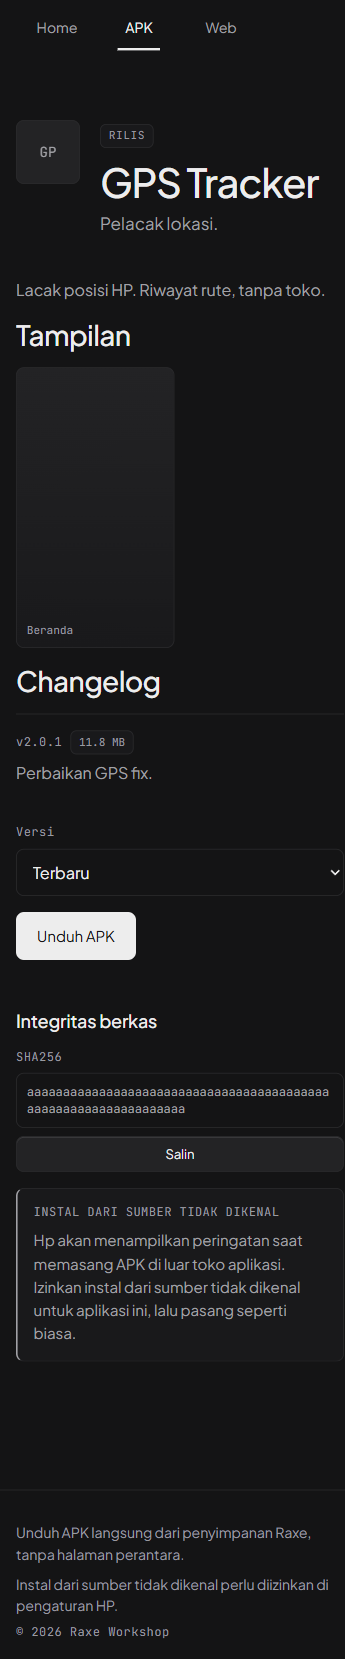 Home APK Web
GP
RILIS
GPS Tracker
Pelacak lokasi.
Lacak posisi HP. Riwayat rute, tanpa toko.
Tampilan
Beranda
Changelog
v2.0.1 11.8 MB
Perbaikan GPS fix.
Versi
Terbaru
Unduh APK
Integritas berkas
SHA256
aaaaaaaaaaaaaaaaaaaaaaaaaaaaaaaaaaaaaaaaaa
aaaaaaaaaaaaaaaaaaaaaa
Salin
INSTAL DARI SUMBER TIDAK DIKENAL
Hp akan menampilkan peringatan saat
memasang APK di luar toko aplikasi.
Izinkan instal dari sumber tidak dikenal
untuk aplikasi ini, lalu pasang seperti
biasa.
Unduh APK langsung dari penyimpanan Raxe,
tanpa halaman perantara.
Instal dari sumber tidak dikenal perlu diizinkan di
pengaturan HP.
© 2026 Raxe Workshop